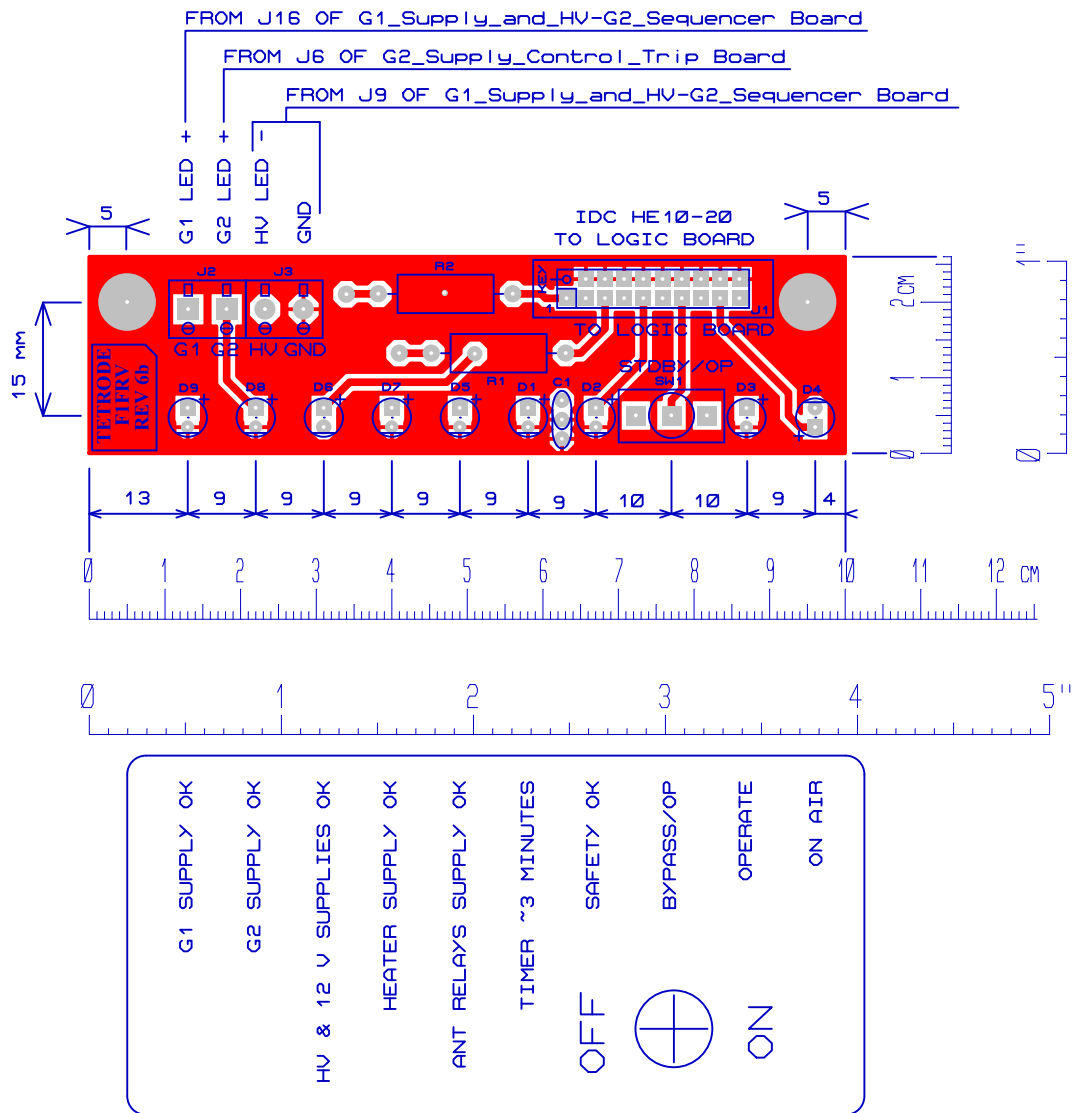 FROM J16 OF G1_Supply_and_HV-G2_Sequencer Board
FROM J6 OF G2_Supply_Control_Trip Board
FROM J9 OF G1_Supply_and_HV-G2_Sequencer Board
G1 LED +
G2 LED +
HV LED -
GND
5
5
IDC HE10-20
TO LOGIC BOARD
1"
J2
J3
R2
KEY
1
J1
2CM
G1 G2 HV GND
TO LOGIC BOARD
15 MM
TETRODE
F1FRV
REV 6b
R1
STDBY/OP
1
D9 + D8 + D6 + D7 + D5 + D1 + C1 D2 + SW1 D3 + D4 +
0
0
13 9 9 9 9 9 9 10 10 9 4
0 1 2 3 4 5 6 7 8 9 10 11 12 CM
0 1 2 3 4 5"
G1 SUPPLY OK
G2 SUPPLY OK
HV & 12 V SUPPLIES OK
HEATER SUPPLY OK
ANT RELAYS SUPPLY OK
TIMER ~3 MINUTES
SAFETY OK
BYPASS/OP
OPERATE
ON AIR
OFF
ON